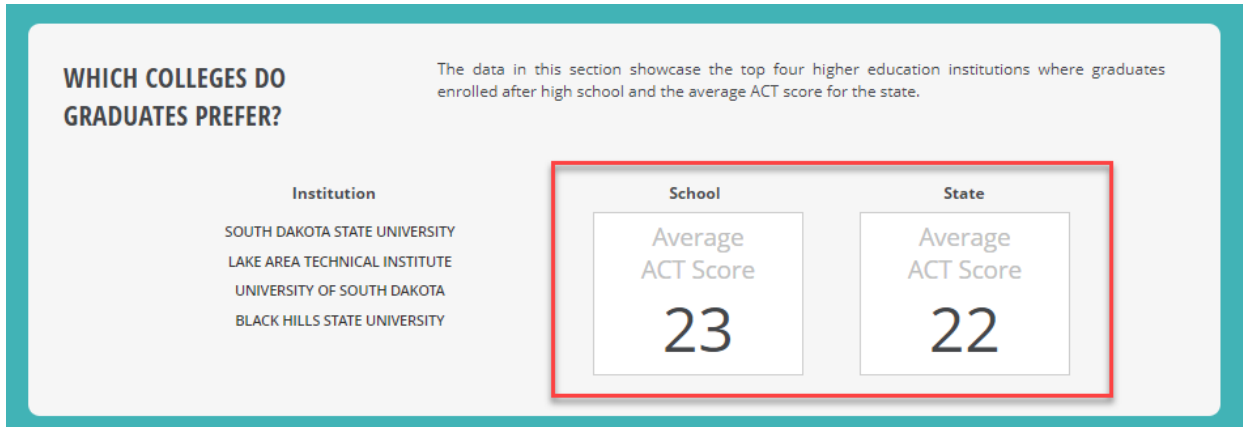 WHICH COLLEGES DO
GRADUATES PREFER?
The data in this section showcase the top four higher education institutions where graduates
enrolled after high school and the average ACT score for the state.
Institution
SOUTH DAKOTA STATE UNIVERSITY
LAKE AREA TECHNICAL INSTITUTE
UNIVERSITY OF SOUTH DAKOTA
BLACK HILLS STATE UNIVERSITY
School
Average
ACT Score
23
State
Average
ACT Score
22